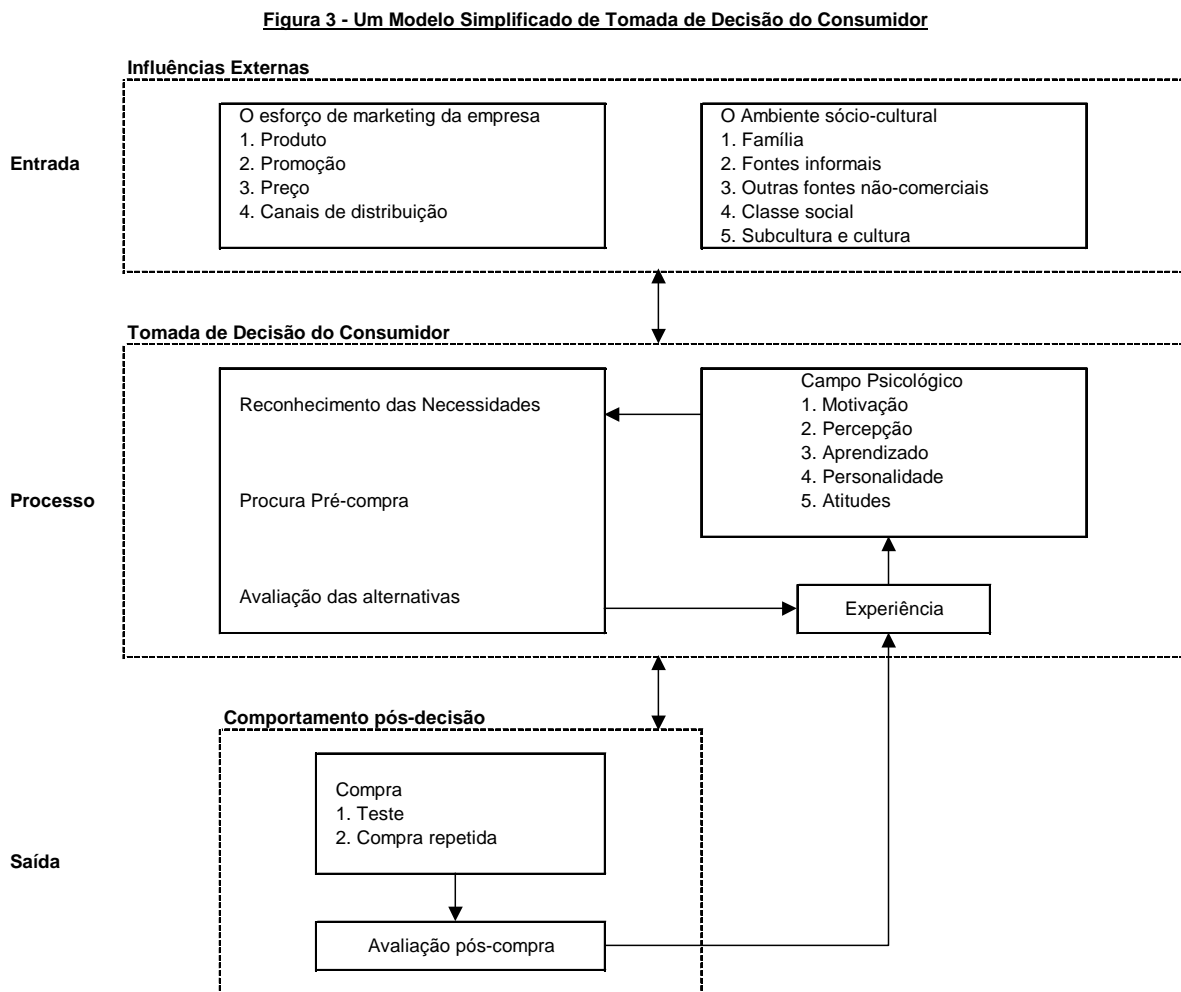 Figura 3 - Um Modelo Simplificado de Tomada de Decisão do Consumidor
Influências Externas
Entrada
O esforço de marketing da empresa
1. Produto
2. Promoção
3. Preço
4. Canais de distribuição
O Ambiente sócio-cultural
1. Família
2. Fontes informais
3. Outras fontes não-comerciais
4. Classe social
5. Subcultura e cultura
Tomada de Decisão do Consumidor
Processo
Reconhecimento das Necessidades
Procura Pré-compra
Avaliação das alternativas
Campo Psicológico
1. Motivação
2. Percepção
3. Aprendizado
4. Personalidade
5. Atitudes
Experiência
Comportamento pós-decisão
Saída
Compra
1. Teste
2. Compra repetida
Avaliação pós-compra